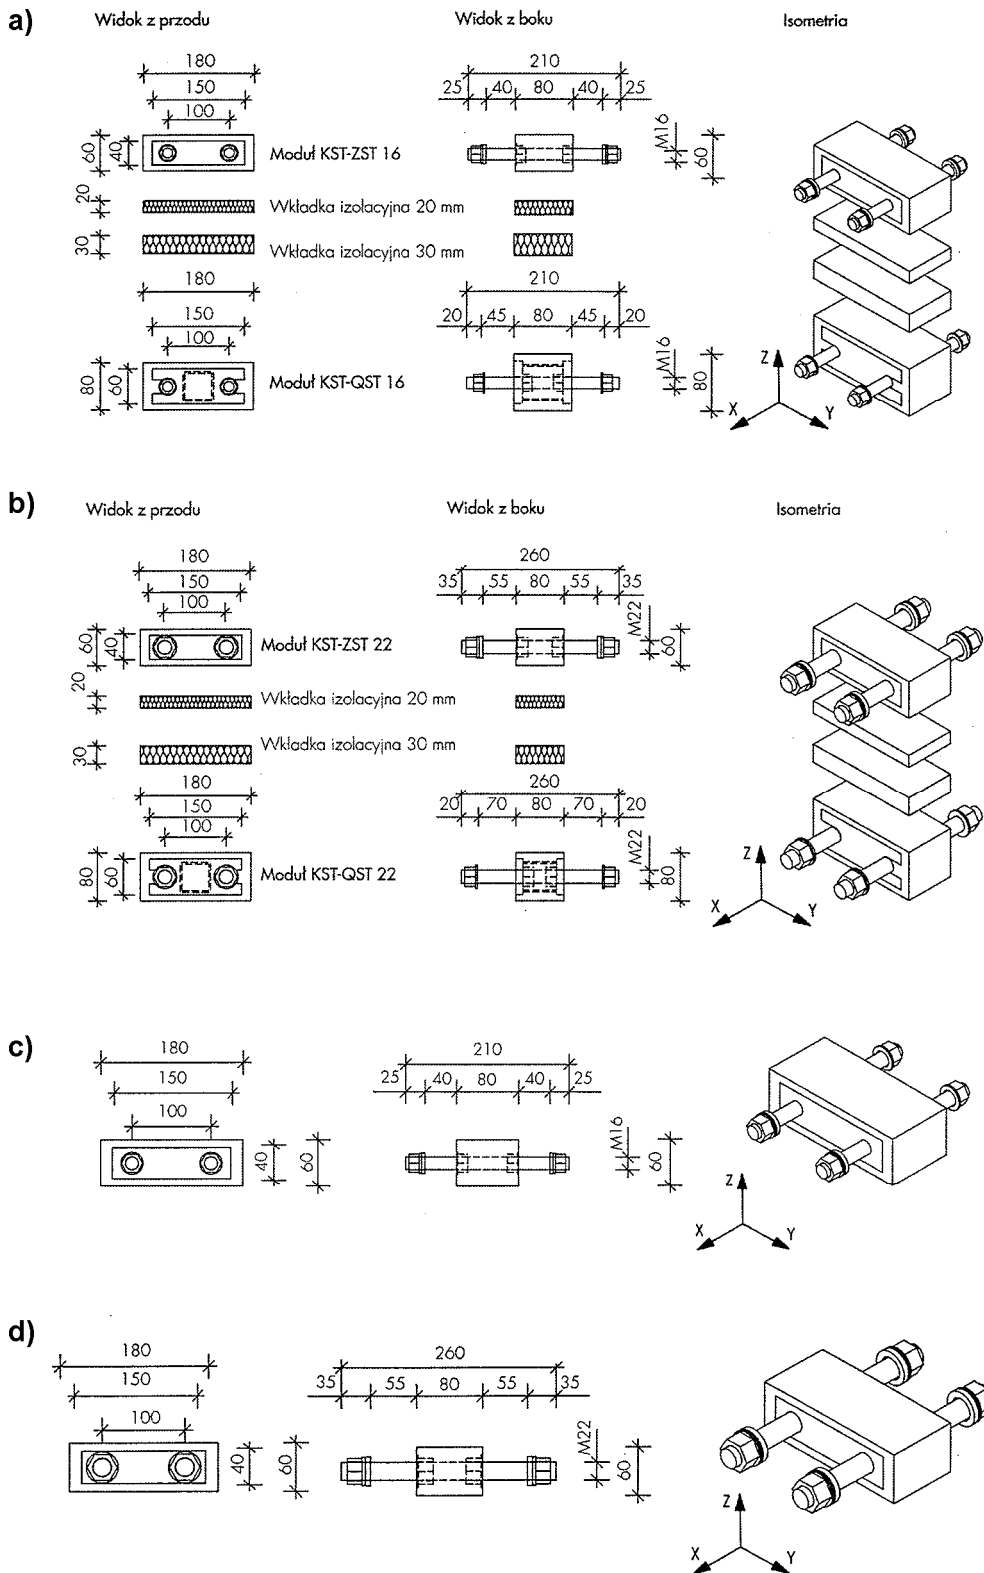 a) Widok z przodu Widok z boku Isometria
180 210
150 25 40 80 40 25
100
60 40 Moduł KST-ZST 16 M16 60
20 Wkładka izolacyjna 20 mm
30 Wkładka izolacyjna 30 mm
180 210
150 20 45 80 45 20
100
80 60 Moduł KST-QST 16 M16 80
Z X Y
b) Widok z przodu Widok z boku Isometria
180 260
150 35 55 80 55 35
100
60 40 Moduł KST-ZST 22 M22 60
20 Wkładka izolacyjna 20 mm
30 Wkładka izolacyjna 30 mm
180 260
150 20 70 80 70 20
100
80 60 Moduł KST-QST 22 M22 80
Z X Y
c)
180 210
150 25 40 80 40 25
100
40 60 M16 60
Z X Y
d)
180 260
150 35 55 80 55 35
100
40 60 M22 60
Z X Y